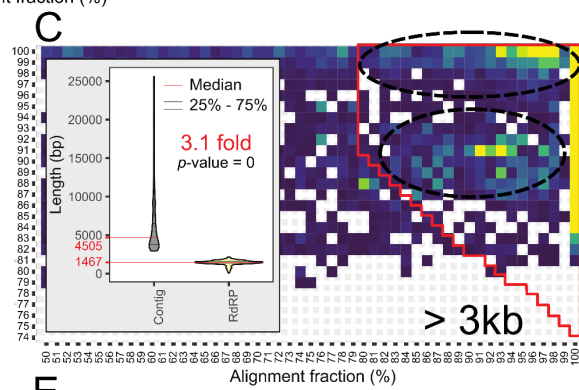 nt fraction (%)
C
100
99
98
97
96
95
94
93
92
91
90
89
88
87
86
85
84
83
82
81
80
79
78
77
76
75
74
Length (bp)
25000
20000
15000
10000
5000
4505
1467
0
Median
25% - 75%
3.1 fold
p-value = 0
Contig
RdRP
> 3kb
50 51 52 53 54 55 56 57 58 59 60 61 62 63 64 65 66 67 68 69 70 71 72 73 74 75 76 77 78 79 80 81 82 83 84 85 86 87 88 89 90 91 92 93 94 95 96 97 98 99 100
Alignment fraction (%)